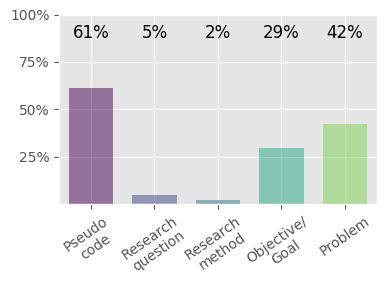 100%
75%
50%
25%
61% 5% 2% 29% 42%
Pseudo
code
Research
question
Research
method
Objective/
Goal
Problem